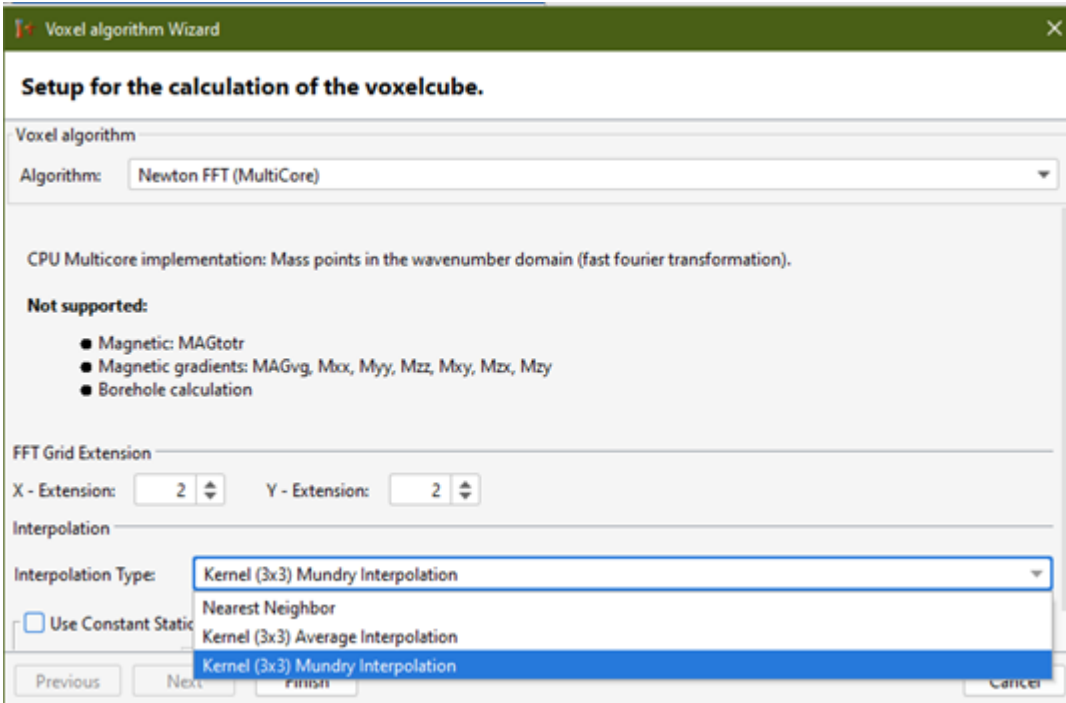 Voxel algorithm Wizard
Setup for the calculation of the voxelcube.
Voxel algorithm
Algorithm: Newton FFT (MultiCore)
CPU Multicore implementation: Mass points in the wavenumber domain (fast fourier transformation).
Not supported:
● Magnetic: MAGtotr
● Magnetic gradients: MAGvg, Mxx, Myy, Mzz, Mxy, Mzx, Mzy
● Borehole calculation
FFT Grid Extension
X - Extension: 2 Y - Extension: 2
Interpolation
Interpolation Type: Kernel (3x3) Mundry Interpolation
Nearest Neighbor
Use Constant Static
Kernel (3x3) Average Interpolation
Kernel (3x3) Mundry Interpolation
Previous Next Finish Cancel